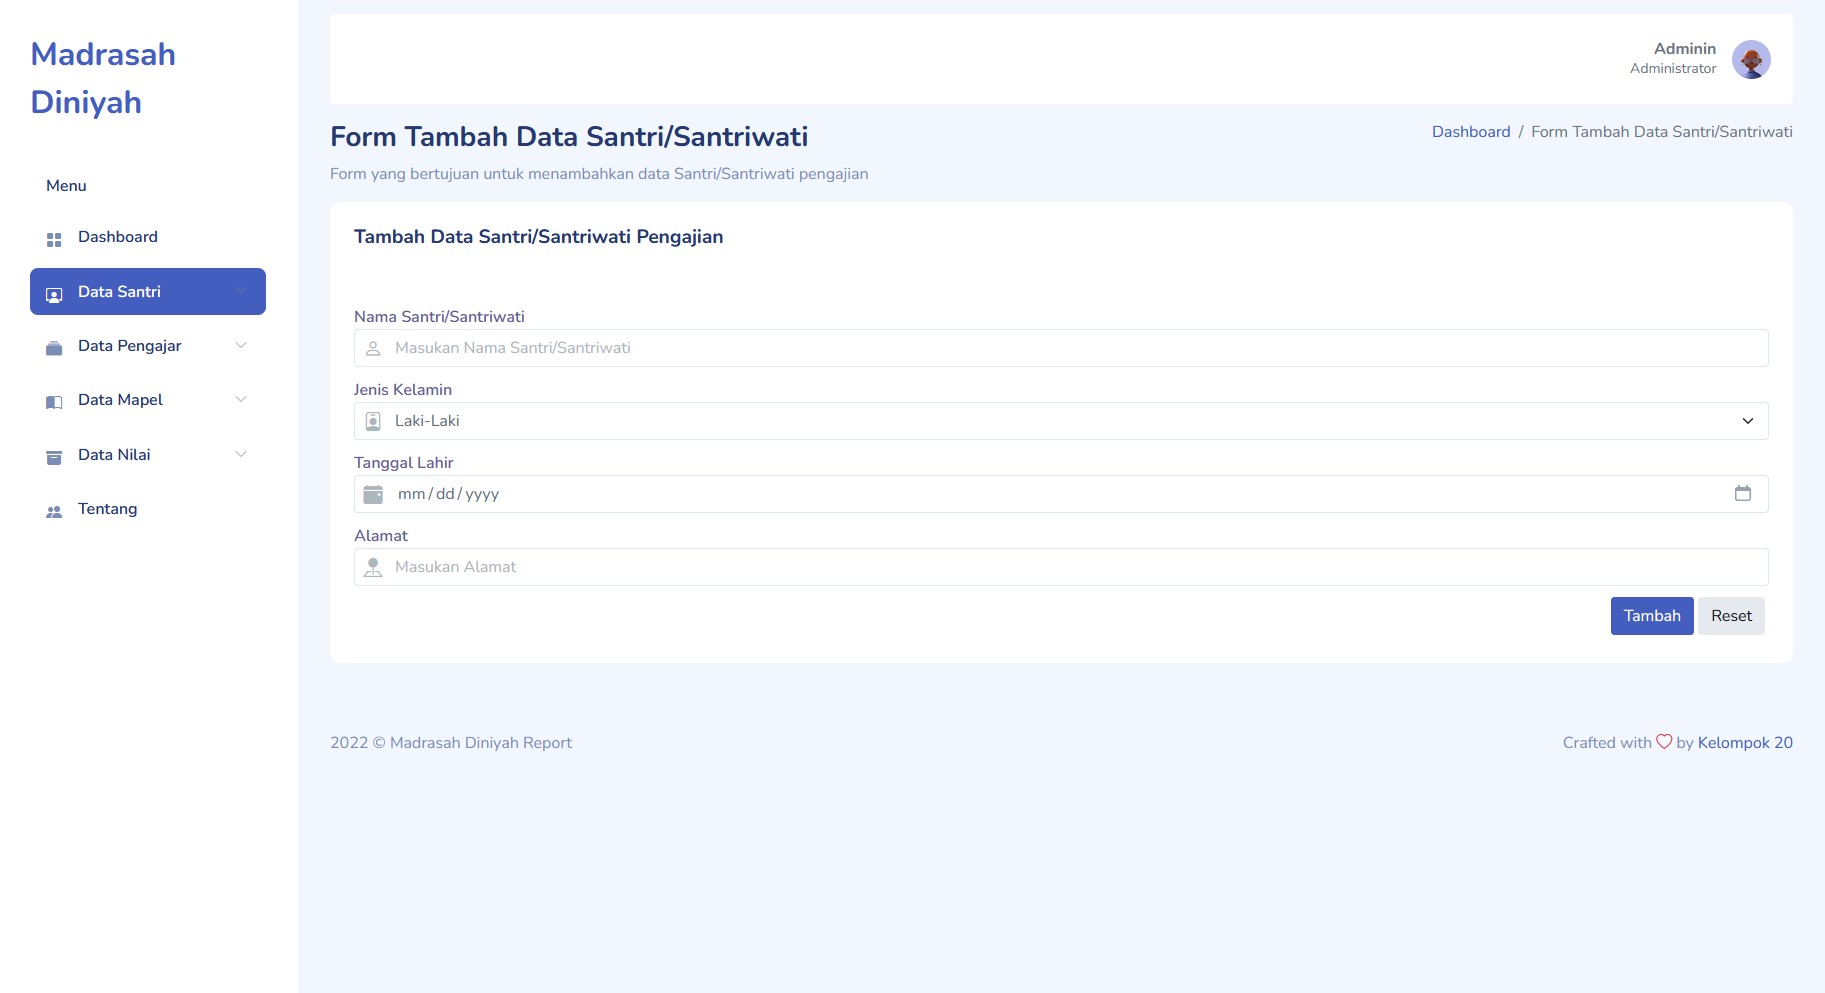 Madrasah
Diniyah
Menu
Dashboard
Data Santri
Data Pengajar
Data Mapel
Data Nilai
Tentang
Adminin
Administrator
Form Tambah Data Santri/Santriwati
Dashboard / Form Tambah Data Santri/Santriwati
Form yang bertujuan untuk menambahkan data Santri/Santriwati pengajian
Tambah Data Santri/Santriwati Pengajian
Nama Santri/Santriwati
Masukan Nama Santri/Santriwati
Jenis Kelamin
Laki-Laki
Tanggal Lahir
mm/dd/yyyy
Alamat
Masukan Alamat
Tambah Reset
2022 © Madrasah Diniyah Report
Crafted with ♡ by Kelompok 20